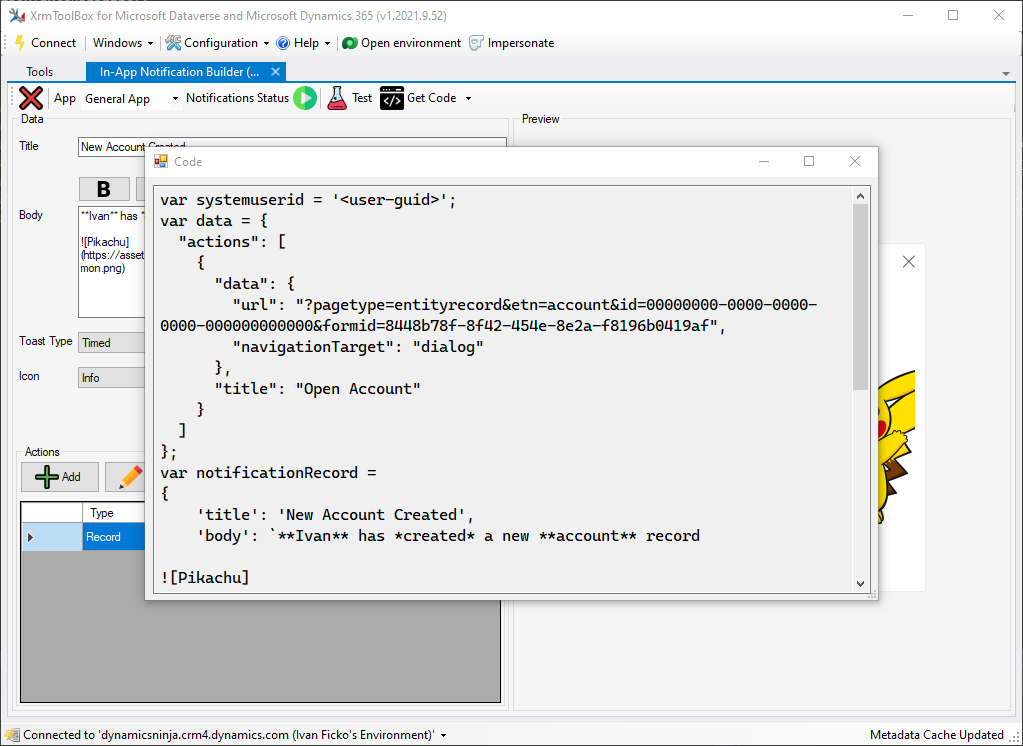 XrmToolBox for Microsoft Dataverse and Microsoft Dynamics 365 (v1.2021.9.52)
Connect Windows Configuration Help Open environment Impersonate
Tools In-App Notification Builder (...
App General App Notifications Status Test Get Code
Data
Preview
Title New Account Created
B
Body **Ivan** has *
![Pikachu]
(https://asset
mon.png)
Toast Type Timed
Icon Info
Actions
Add
Type
Record
Code
var systemuserid = '<user-guid>';
var data = {
"actions": [
{
"data": {
"url": "?pagetype=entityrecord&etn=account&id=00000000-0000-0000-
0000-000000000000&formid=8448b78f-8f42-454e-8e2a-f8196b0419af",
"navigationTarget": "dialog"
},
"title": "Open Account"
}
]
};
var notificationRecord =
{
'title': 'New Account Created',
'body': `**Ivan** has *created* a new **account** record
![Pikachu]
Connected to 'dynamicsninja.crm4.dynamics.com (Ivan Ficko's Environment)'
Metadata Cache Updated